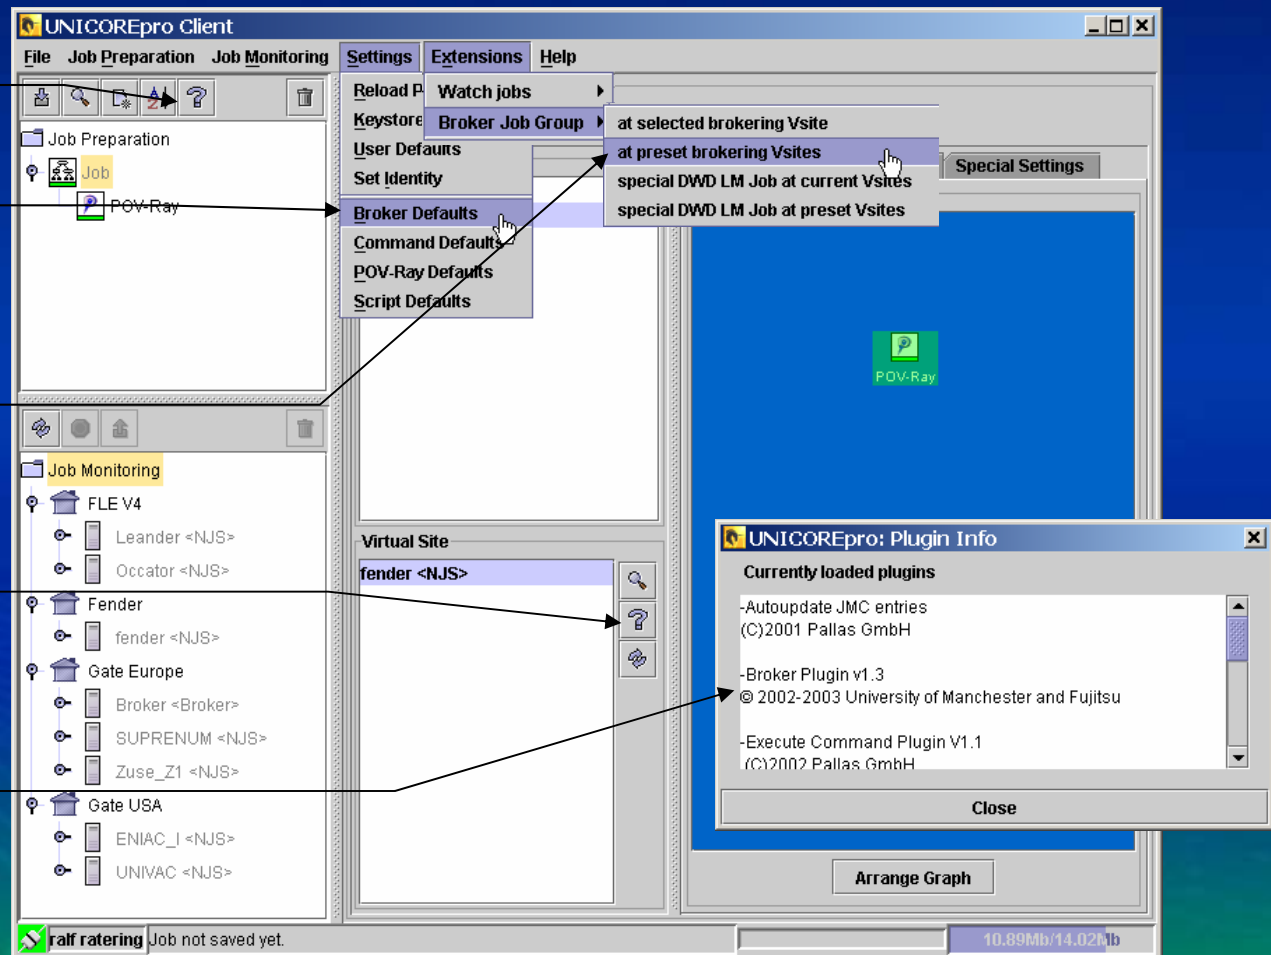 UNICOREpro Client
File Job Preparation Job Monitoring Settings Extensions Help
Job Preparation
Job
POV-Ray
Reload P
Keystore
User Defaults
Set Identity
Broker Defaults
Command Defaults
POV-Ray Defaults
Script Defaults
Watch jobs
Broker Job Group
at selected brokering Vsite
at preset brokering Vsites
special DWD LM Job at current Vsites
special DWD LM Job at preset Vsites
Special Settings
POV-Ray
Job Monitoring
FLE V4
Leander <NJS>
Occator <NJS>
Fender
fender <NJS>
Gate Europe
Broker <Broker>
SUPRENUM <NJS>
Zuse_Z1 <NJS>
Gate USA
ENIAC_I <NJS>
UNIVAC <NJS>
Virtual Site
fender <NJS>
UNICOREpro: Plugin Info
Currently loaded plugins
-Autoupdate JMC entries
(C)2001 Pallas GmbH
-Broker Plugin v1.3
© 2002-2003 University of Manchester and Fujitsu
-Execute Command Plugin V1.1
(C)2002 Pallas GmbH
Close
Arrange Graph
ralf ratering Job not saved yet.
10.89Mb/14.02Mb